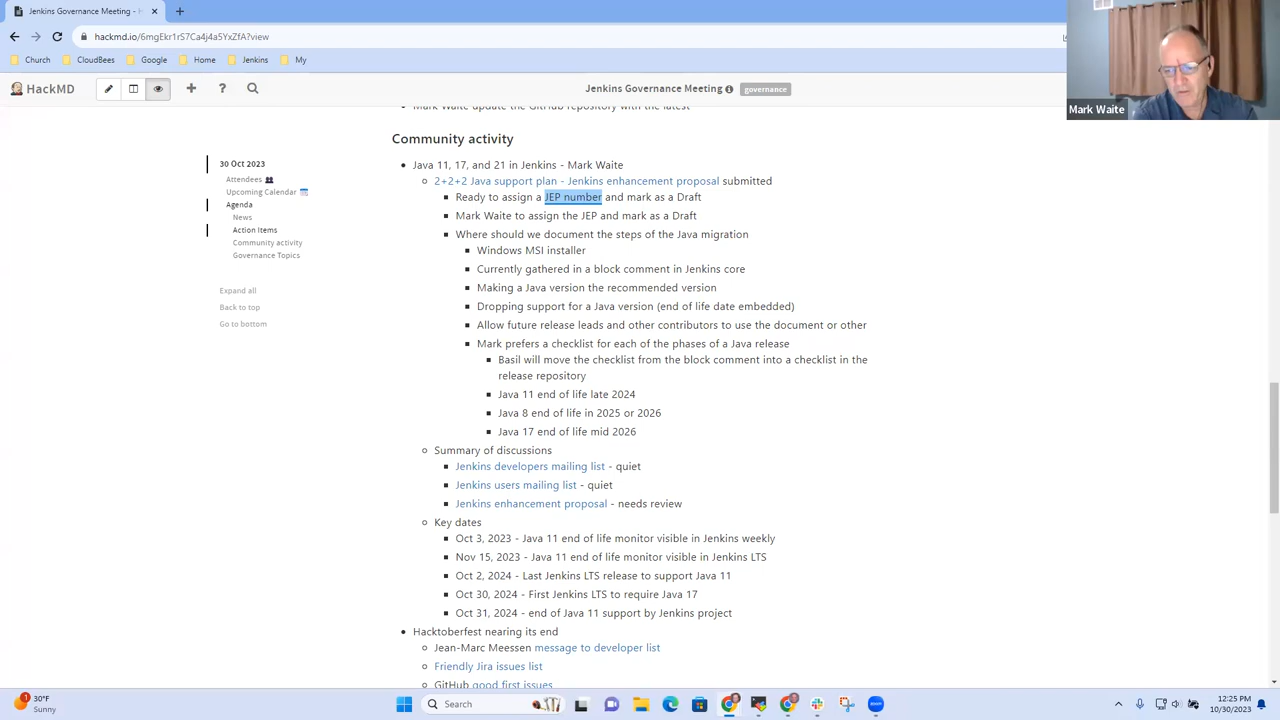 Jenkins Governance Meeting - H
hackmd.io/6mgEkr1rS7Ca4j4a5YxZfA?view
Church
CloudBees
Google
Home
Jenkins
My
HackMD
Jenkins Governance Meeting
governance
Mark Waite
Mark Waite update the GitHub repository with the latest
Community activity
30 Oct 2023
Attendees
Upcoming Calendar
Agenda
News
Action Items
Community activity
Governance Topics
Expand all
Back to top
Go to bottom
Java 11, 17, and 21 in Jenkins - Mark Waite
2+2+2 Java support plan - Jenkins enhancement proposal submitted
Ready to assign a JEP number and mark as a Draft
Mark Waite to assign the JEP and mark as a Draft
Where should we document the steps of the Java migration
Windows MSI installer
Currently gathered in a block comment in Jenkins core
Making a Java version the recommended version
Dropping support for a Java version (end of life date embedded)
Allow future release leads and other contributors to use the document or other
Mark prefers a checklist for each of the phases of a Java release
Basil will move the checklist from the block comment into a checklist in the
release repository
Java 11 end of life late 2024
Java 8 end of life in 2025 or 2026
Java 17 end of life mid 2026
Summary of discussions
Jenkins developers mailing list - quiet
Jenkins users mailing list - quiet
Jenkins enhancement proposal - needs review
Key dates
Oct 3, 2023 - Java 11 end of life monitor visible in Jenkins weekly
Nov 15, 2023 - Java 11 end of life monitor visible in Jenkins LTS
Oct 2, 2024 - Last Jenkins LTS release to support Java 11
Oct 30, 2024 - First Jenkins LTS to require Java 17
Oct 31, 2024 - end of Java 11 support by Jenkins project
Hacktoberfest nearing its end
Jean-Marc Meessen message to developer list
Friendly Jira issues list
GitHub good first issues
1
30°F
Sunny
Search
zoom
12:25 PM
10/30/2023